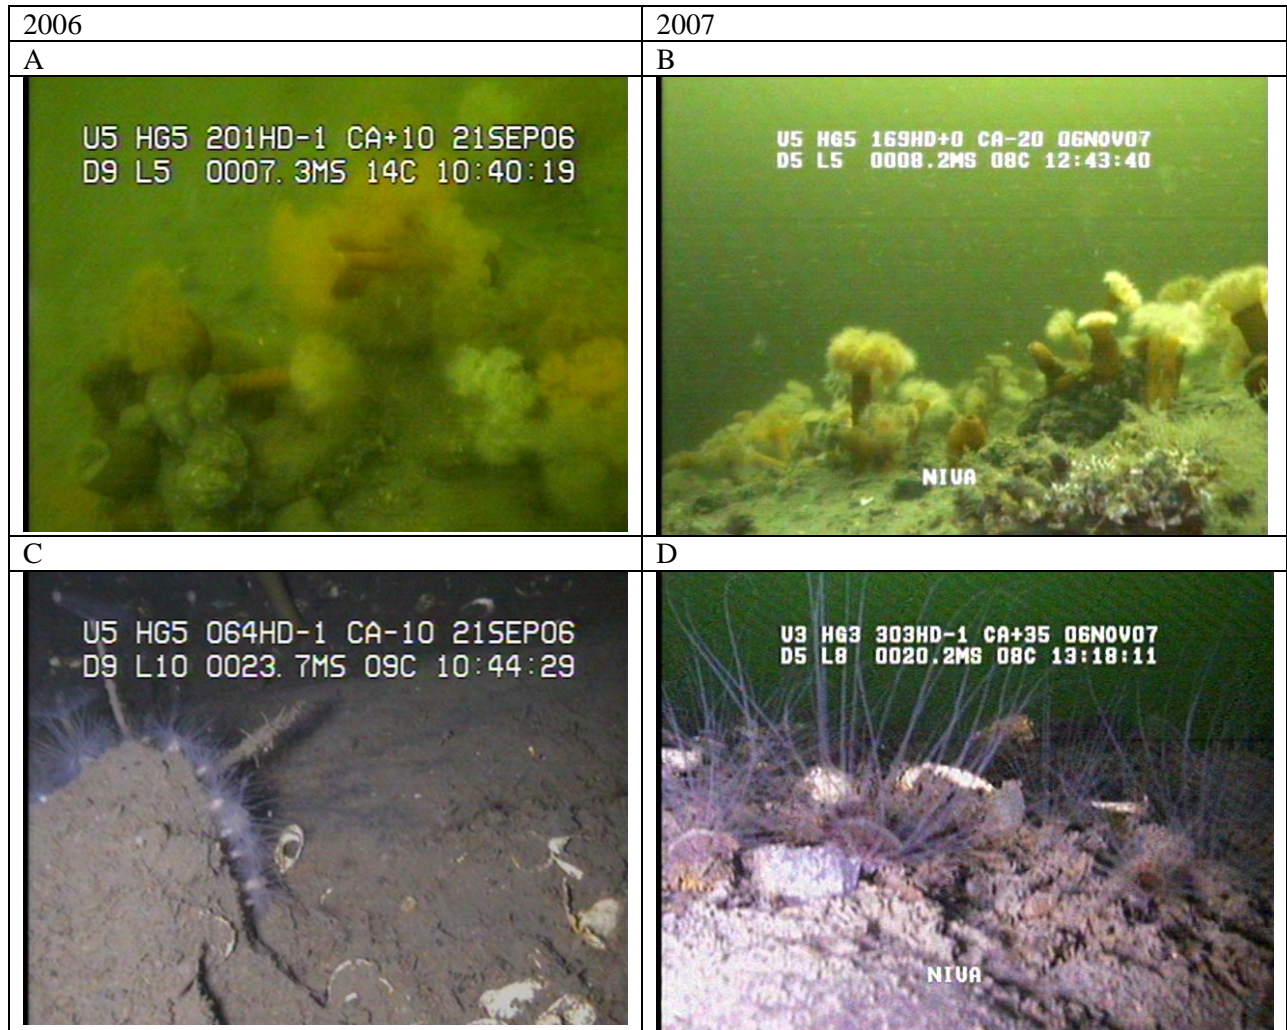 2006
2007
A
B
U5 HG5 201HD-1 CA+10 21SEP06
D9 L5 0007.3MS 14C 10:40:19
U5 HG5 169HD+0 CA-20 06NOV07
D5 L5 0008.2MS 08C 12:43:40
NIVA
C
D
U5 HG5 064HD-1 CA-10 21SEP06
D9 L10 0023.7MS 09C 10:44:29
U3 HG3 303HD-1 CA+35 06NOV07
D5 L8 0020.2MS 08C 13:18:11
NIVA